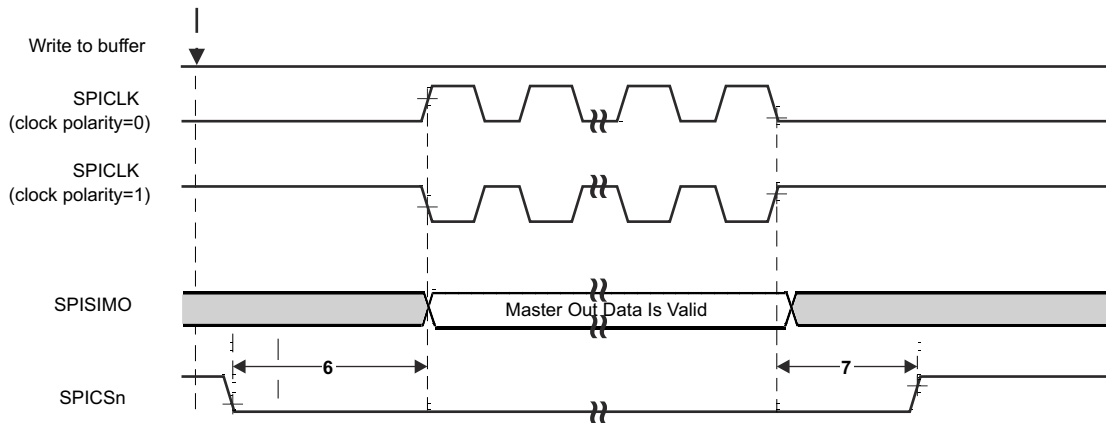 Write to buffer
SPICLK
(clock polarity=0)
SPICLK
(clock polarity=1)
SPISIMO
Master Out Data Is Valid
6
7
SPICSn